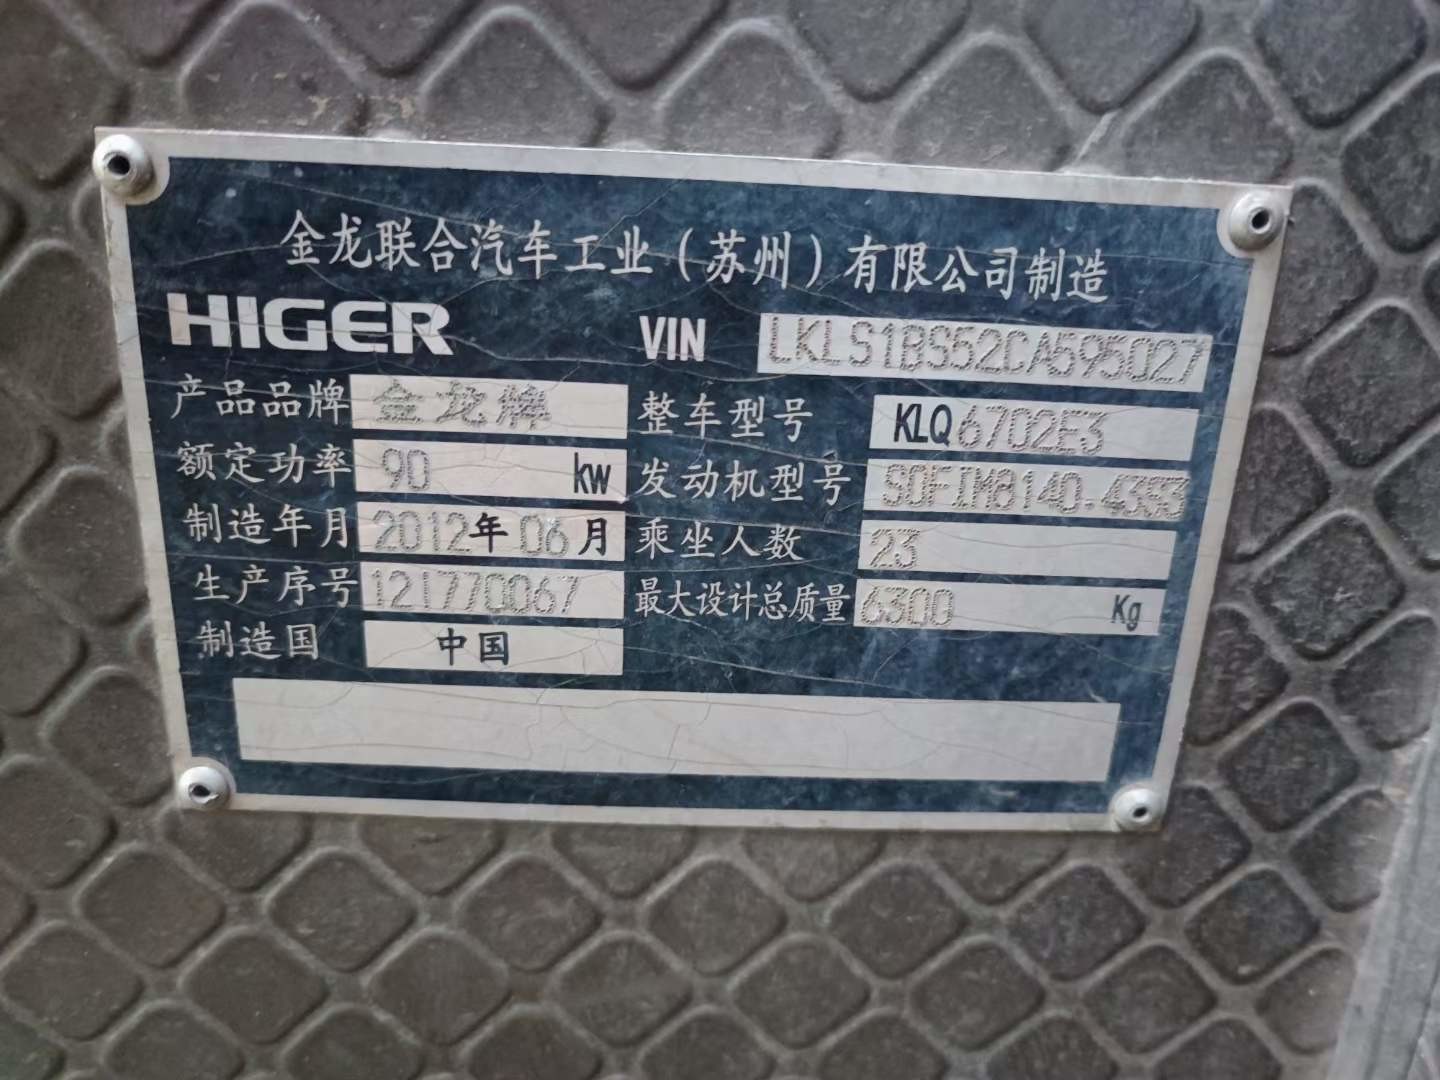 金龙联合汽车工业（苏州）有限公司制造
HIGER VIN LKLS1BS52CA595027
产品品牌 金龙牌 整车型号 KLQ6702E3
额定功率 90 kw 发动机型号 SOFIM8140.43S3
制造年月 2012年06月 乘坐人数 23
生产序号 121770067 最大设计总质量 6300 Kg
制造国 中国